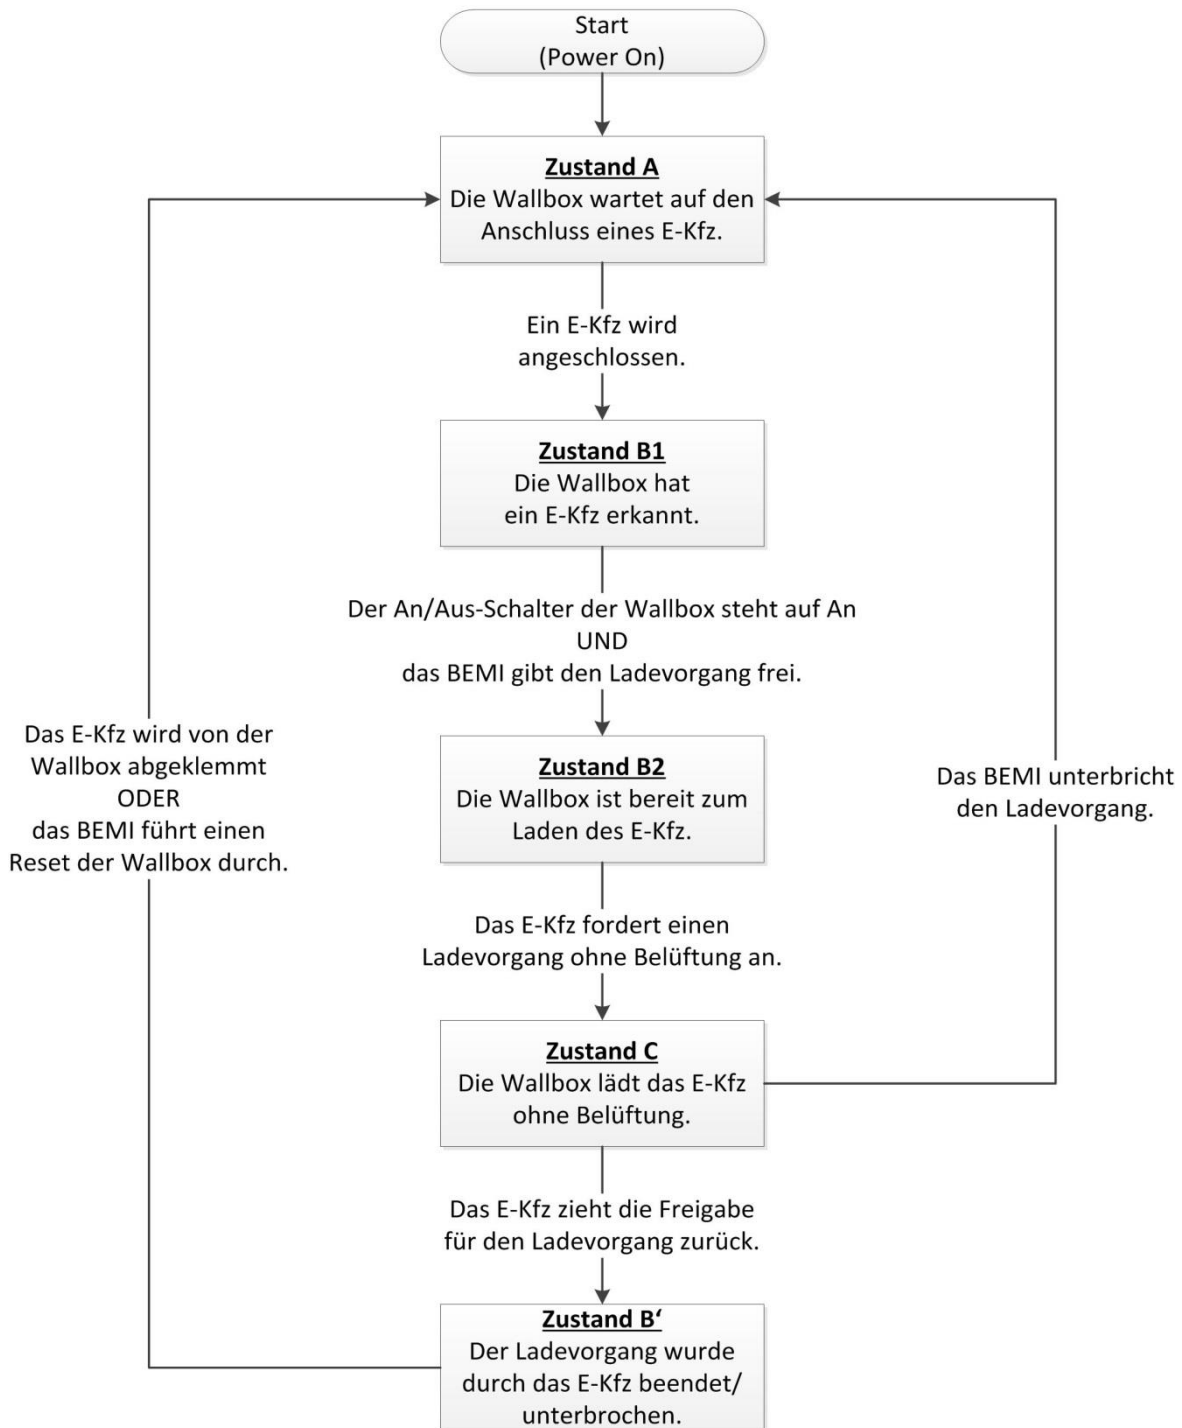 Start
(Power On)
Zustand A
Die Wallbox wartet auf den
Anschluss eines E-Kfz.
Ein E-Kfz wird
angeschlossen.
Zustand B1
Die Wallbox hat
ein E-Kfz erkannt.
Der An/Aus-Schalter der Wallbox steht auf An
UND
das BEMI gibt den Ladevorgang frei.
Das E-Kfz wird von der
Wallbox abgeklemmt
ODER
das BEMI führt einen
Reset der Wallbox durch.
Zustand B2
Die Wallbox ist bereit zum
Laden des E-Kfz.
Das BEMI unterbricht
den Ladevorgang.
Das E-Kfz fordert einen
Ladevorgang ohne Belüftung an.
Zustand C
Die Wallbox lädt das E-Kfz
ohne Belüftung.
Das E-Kfz zieht die Freigabe
für den Ladevorgang zurück.
Zustand B‘
Der Ladevorgang wurde
durch das E-Kfz beendet/
unterbrochen.